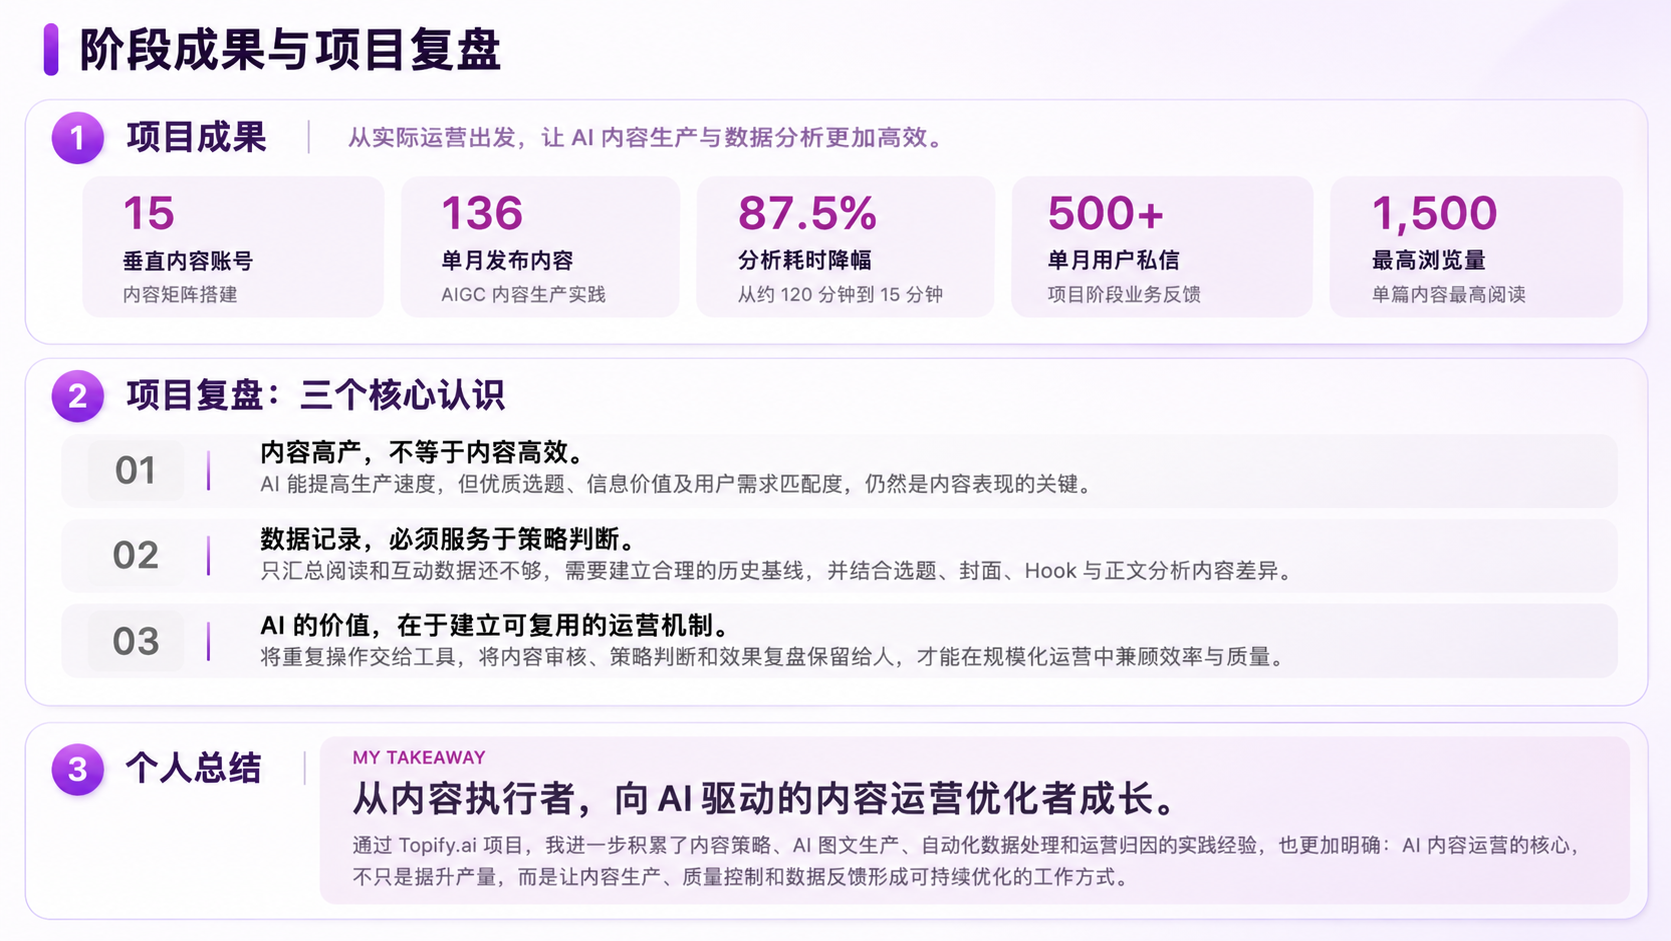 阶段成果与项目复盘
1 项目成果
从实际运营出发，让 AI 内容生产与数据分析更加高效。
15
垂直内容账号
内容矩阵搭建
136
单月发布内容
AIGC 内容生产实践
87.5%
分析耗时降幅
从约 120 分钟到 15 分钟
500+
单月用户私信
项目阶段业务反馈
1,500
最高浏览量
单篇内容最高阅读
2 项目复盘：三个核心认识
01
内容高产，不等于内容高效。
AI 能提高生产速度，但优质选题、信息价值及用户需求匹配度，仍然是内容表现的关键。
02
数据记录，必须服务于策略判断。
只汇总阅读和互动数据还不够，需要建立合理的历史基线，并结合选题、封面、Hook 与正文分析内容差异。
03
AI 的价值，在于建立可复用的运营机制。
将重复操作交给工具，将内容审核、策略判断和效果复盘保留给人，才能在规模化运营中兼顾效率与质量。
3 个人总结
MY TAKEAWAY
从内容执行者，向 AI 驱动的内容运营优化者成长。
通过 Topify.ai 项目，我进一步积累了内容策略、AI 图文生产、自动化数据处理和运营归因的实践经验，也更加明确：AI 内容运营的核心，
不只是提升产量，而是让内容生产、质量控制和数据反馈形成可持续优化的工作方式。